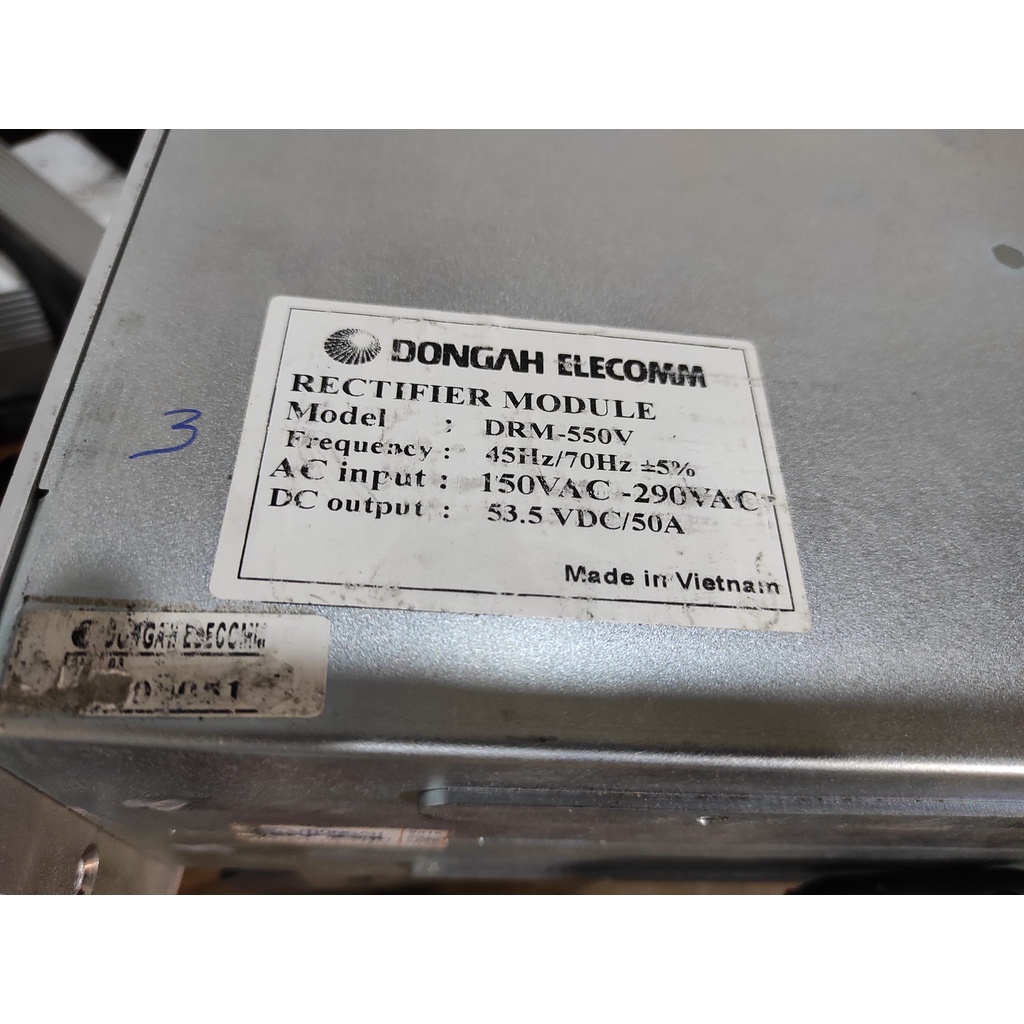 DONGAH ELECOMM
RECTIFIER MODULE
Model : DRM-550V
Frequency : 45Hz/70Hz ±5%
AC input : 150VAC -290VAC
DC output : 53.5 VDC/50A
Made in Vietnam
3
DONGAH ELECOMM